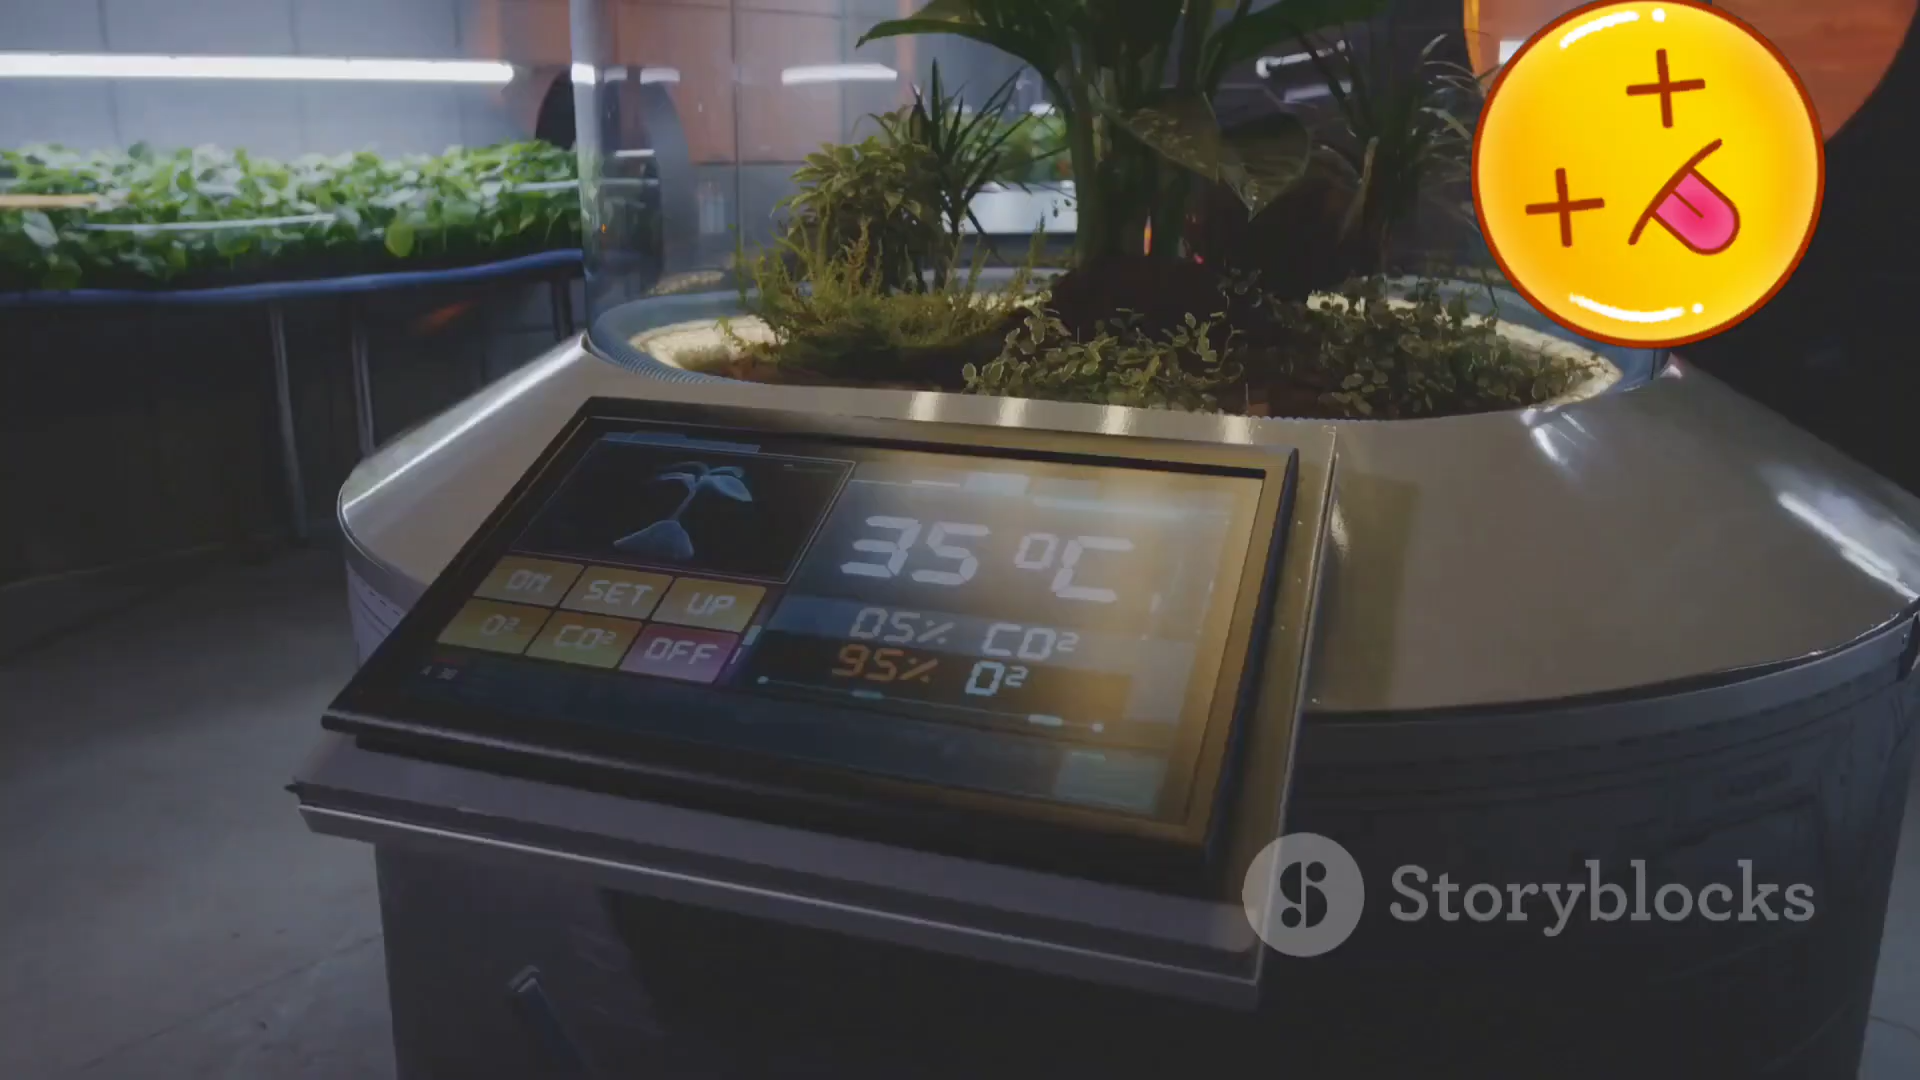 35 °C
ON SET UP
O² CO² OFF
05% CO²
95% O²
Storyblocks